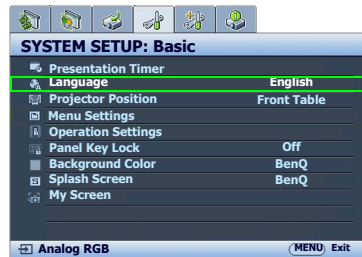 SYSTEM SETUP: Basic
Presentation Timer
Language English
Projector Position Front Table
Menu Settings
Operation Settings
Panel Key Lock Off
Background Color BenQ
Splash Screen BenQ
My Screen
Analog RGB MENU Exit